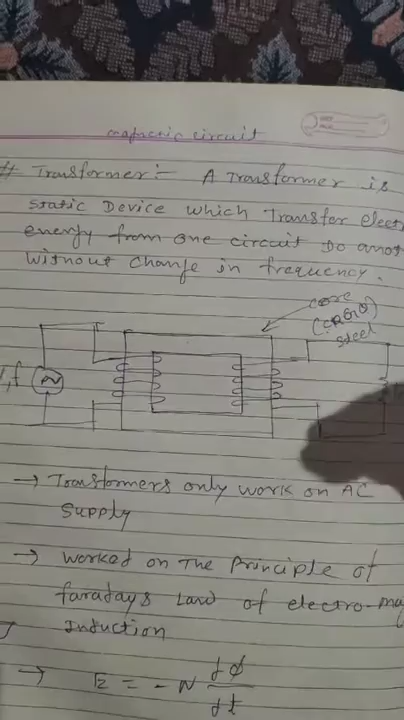 magnetic circuit
# Transformer:- A Transformer is
Static Device which Transfer elect
energy from one circuit Do anot
without change in frequency.
core
(CRGO)
steel
,f
→ Transformers only work on AC
Supply
→ worked on The Principle of
faradays Law of electro-ma
Induction
→ E = -N dφ
dt